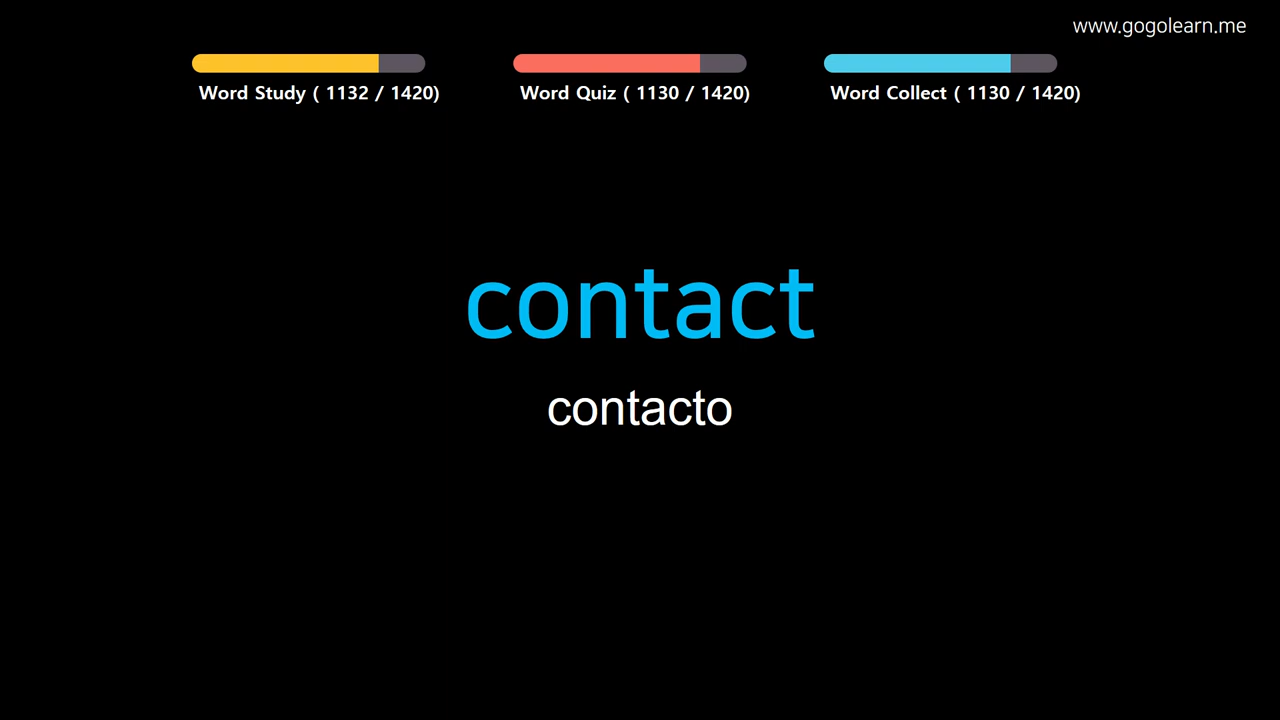 www.gogolearn.me
Word Study ( 1132 / 1420)
Word Quiz ( 1130 / 1420)
Word Collect ( 1130 / 1420)
contact
contacto